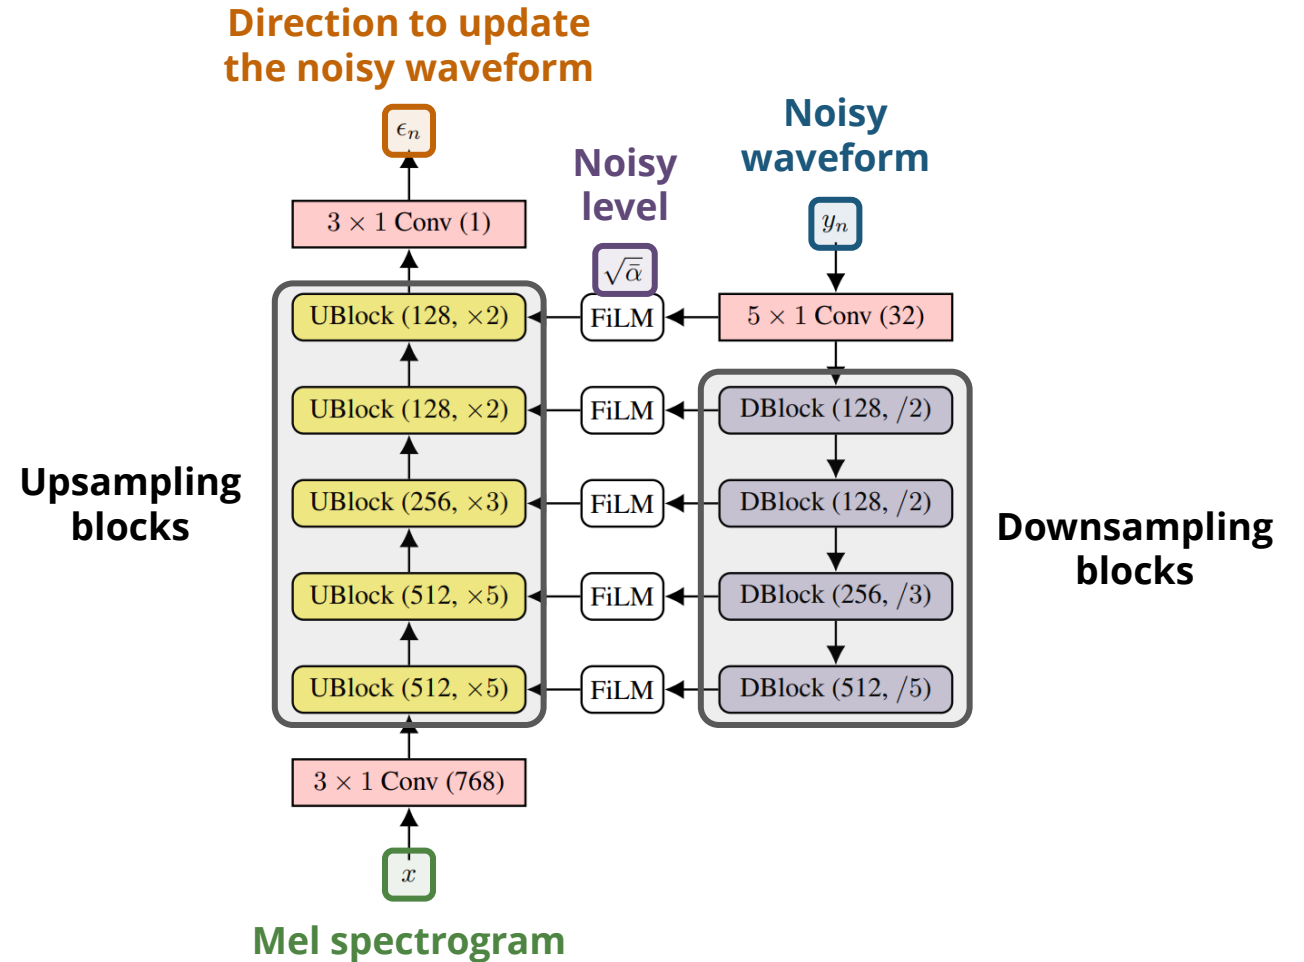 Direction to update
the noisy waveform
ϵn
3 × 1 Conv (1)
UBlock (128, ×2)
UBlock (128, ×2)
UBlock (256, ×3)
UBlock (512, ×5)
UBlock (512, ×5)
3 × 1 Conv (768)
x
Mel spectrogram
Upsampling
blocks
Noisy
level
√ᾱ
FiLM
FiLM
FiLM
FiLM
FiLM
Noisy
waveform
yn
5 × 1 Conv (32)
DBlock (128, /2)
DBlock (128, /2)
DBlock (256, /3)
DBlock (512, /5)
Downsampling
blocks